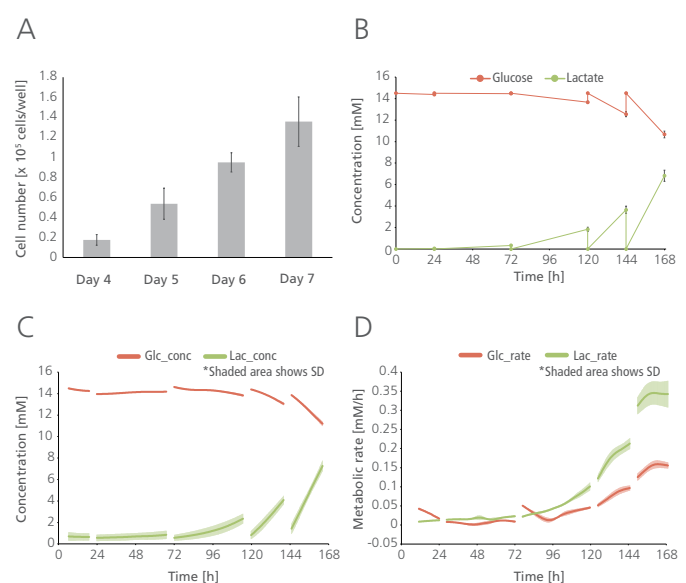 A
Cell number [x 10⁵ cells/well]
1.8
1.6
1.4
1.2
1
0.8
0.6
0.4
0.2
0
Day 4 Day 5 Day 6 Day 7
B
Glucose Lactate
Concentration [mM]
16
14
12
10
8
6
4
2
0
0 24 48 72 96 120 144 168
Time [h]
C
Glc_conc Lac_conc
*Shaded area shows SD
Concentration [mM]
16
14
12
10
8
6
4
2
0
0 24 48 72 96 120 144 168
Time [h]
D
Glc_rate Lac_rate
*Shaded area shows SD
Metabolic rate [mM/h]
0.4
0.35
0.3
0.25
0.2
0.15
0.1
0.05
0
-0.05
0 24 48 72 96 120 144 168
Time [h]